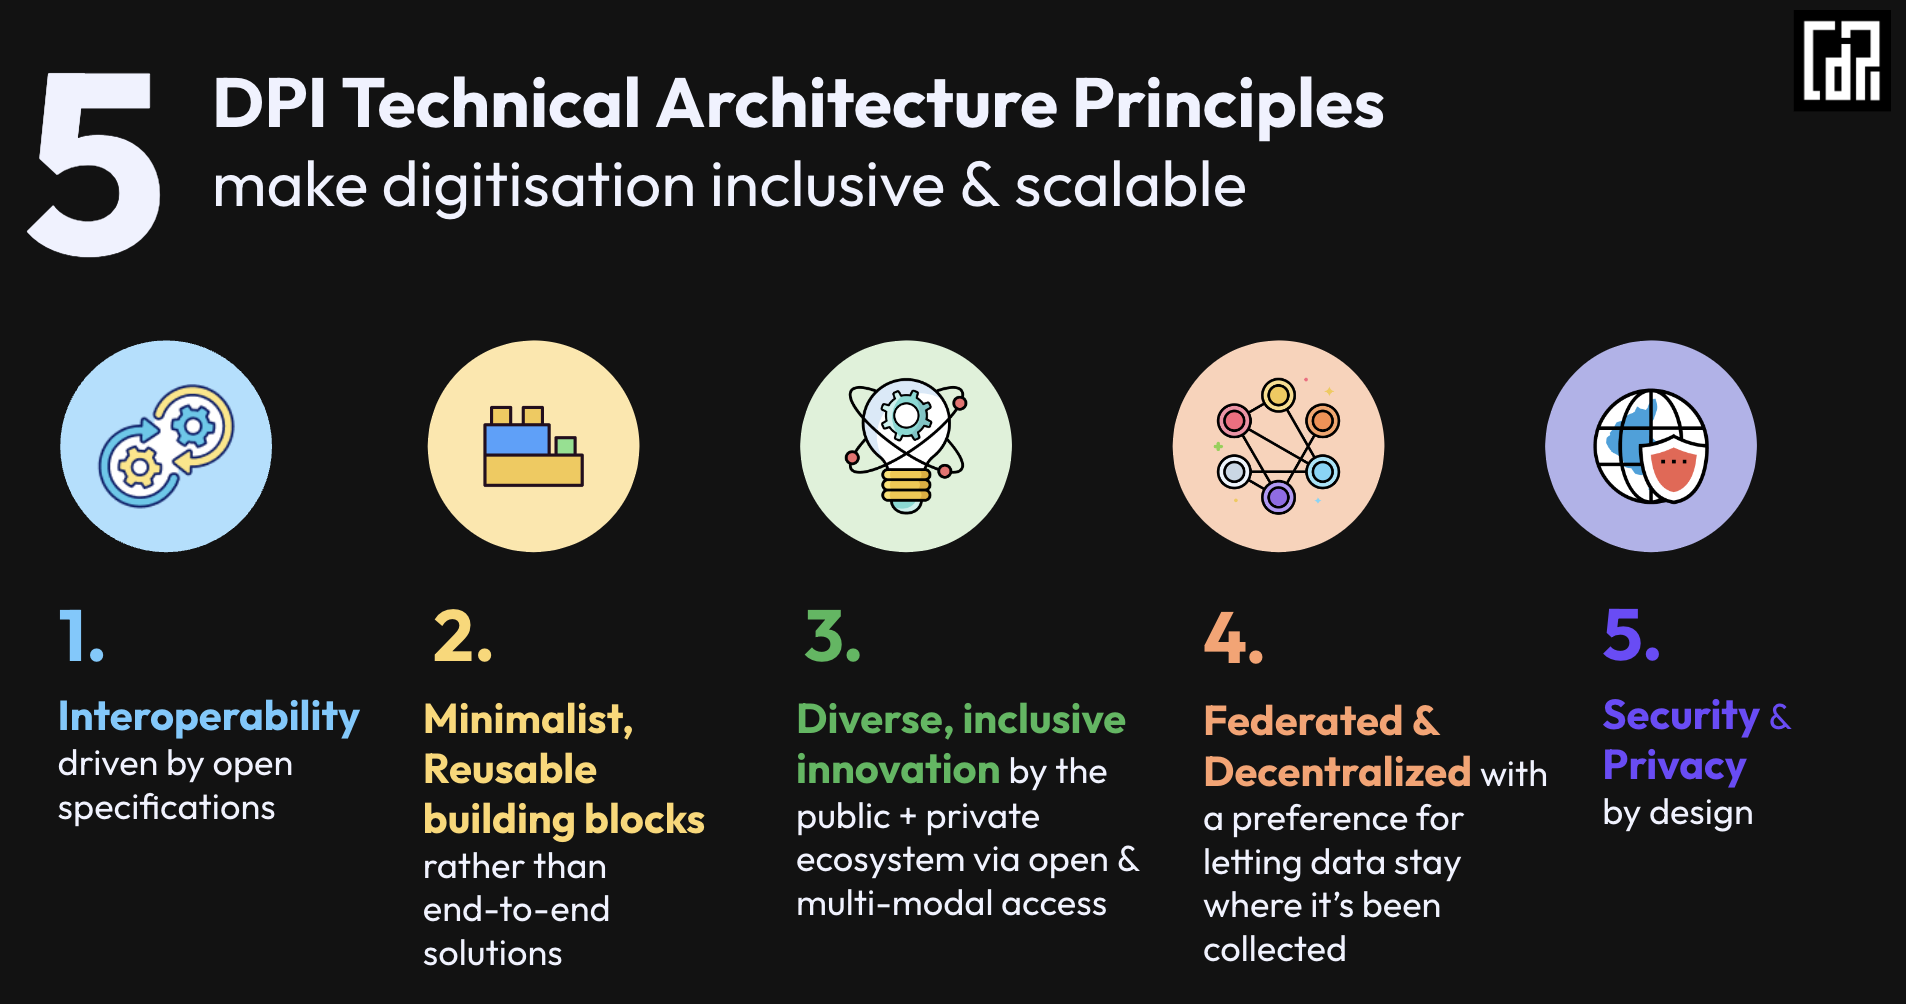 5
DPI Technical Architecture Principles
make digitisation inclusive & scalable
1.
Interoperability
driven by open
specifications
2.
Minimalist,
Reusable
building blocks
rather than
end-to-end
solutions
3.
Diverse, inclusive
innovation by the
public + private
ecosystem via open &
multi-modal access
4.
Federated &
Decentralized with
a preference for
letting data stay
where it's been
collected
5.
Security &
Privacy
by design